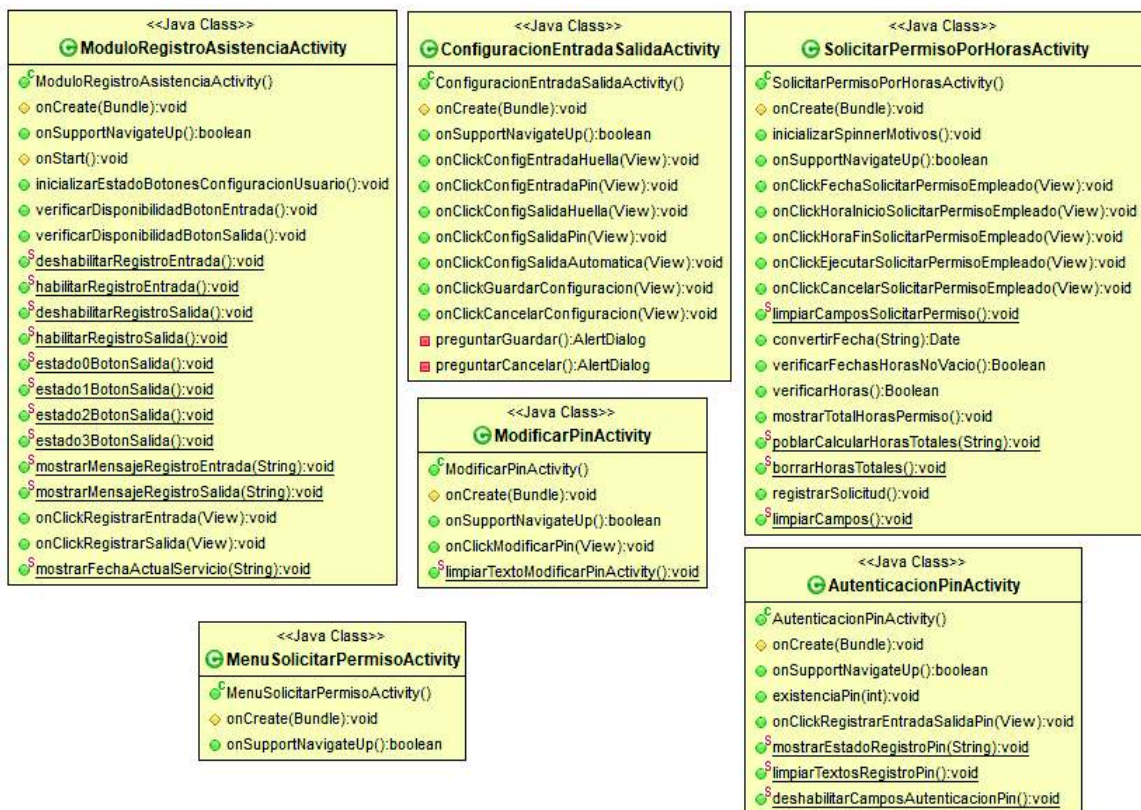 <<Java Class>>
ModuloRegistroAsistenciaActivity
ModuloRegistroAsistenciaActivity()
onCreate(Bundle):void
onSupportNavigateUp():boolean
onStart():void
inicializarEstadoBotonesConfiguracionUsuario():void
verificarDisponibilidadBotonEntrada():void
verificarDisponibilidadBotonSalida():void
deshabilitarRegistroEntrada():void
habilitarRegistroEntrada():void
deshabilitarRegistroSalida():void
habilitarRegistroSalida():void
estado0BotonSalida():void
estado1BotonSalida():void
estado2BotonSalida():void
estado3BotonSalida():void
mostrarMensajeRegistroEntrada(String):void
mostrarMensajeRegistroSalida(String):void
onClickRegistrarEntrada(View):void
onClickRegistrarSalida(View):void
mostrarFechaActualServicio(String):void
<<Java Class>>
ConfiguracionEntradaSalidaActivity
ConfiguracionEntradaSalidaActivity()
onCreate(Bundle):void
onSupportNavigateUp():boolean
onClickConfigEntradaHuella(View):void
onClickConfigEntradaPin(View):void
onClickConfigSalidaHuella(View):void
onClickConfigSalidaPin(View):void
onClickConfigSalidaAutomatica(View):void
onClickGuardarConfiguracion(View):void
onClickCancelarConfiguracion(View):void
preguntarGuardar():AlertDialog
preguntarCancelar():AlertDialog
<<Java Class>>
SolicitarPermisoPorHorasActivity
SolicitarPermisoPorHorasActivity()
onCreate(Bundle):void
inicializarSpinnerMotivos():void
onSupportNavigateUp():boolean
onClickFechaSolicitarPermisoEmpleado(View):void
onClickHoraInicioSolicitarPermisoEmpleado(View):void
onClickHoraFinSolicitarPermisoEmpleado(View):void
onClickEjecutarSolicitarPermisoEmpleado(View):void
onClickCancelarSolicitarPermisoEmpleado(View):void
limpiarCamposSolicitarPermiso():void
convertirFecha(String):Date
verificarFechasHorasNoVacio():Boolean
verificarHoras():Boolean
mostrarTotalHorasPermiso():void
poblarCalcularHorasTotales(String):void
borrarHorasTotales():void
registrarSolicitud():void
limpiarCampos():void
<<Java Class>>
ModificarPinActivity
ModificarPinActivity()
onCreate(Bundle):void
onSupportNavigateUp():boolean
onClickModificarPin(View):void
limpiarTextoModificarPinActivity():void
<<Java Class>>
MenuSolicitarPermisoActivity
MenuSolicitarPermisoActivity()
onCreate(Bundle):void
onSupportNavigateUp():boolean
<<Java Class>>
AutenticacionPinActivity
AutenticacionPinActivity()
onCreate(Bundle):void
onSupportNavigateUp():boolean
existenciaPin(int):void
onClickRegistrarEntradaSalidaPin(View):void
mostrarEstadoRegistroPin(String):void
limpiarTextosRegistroPin():void
deshabilitarCamposAutenticacionPin():void